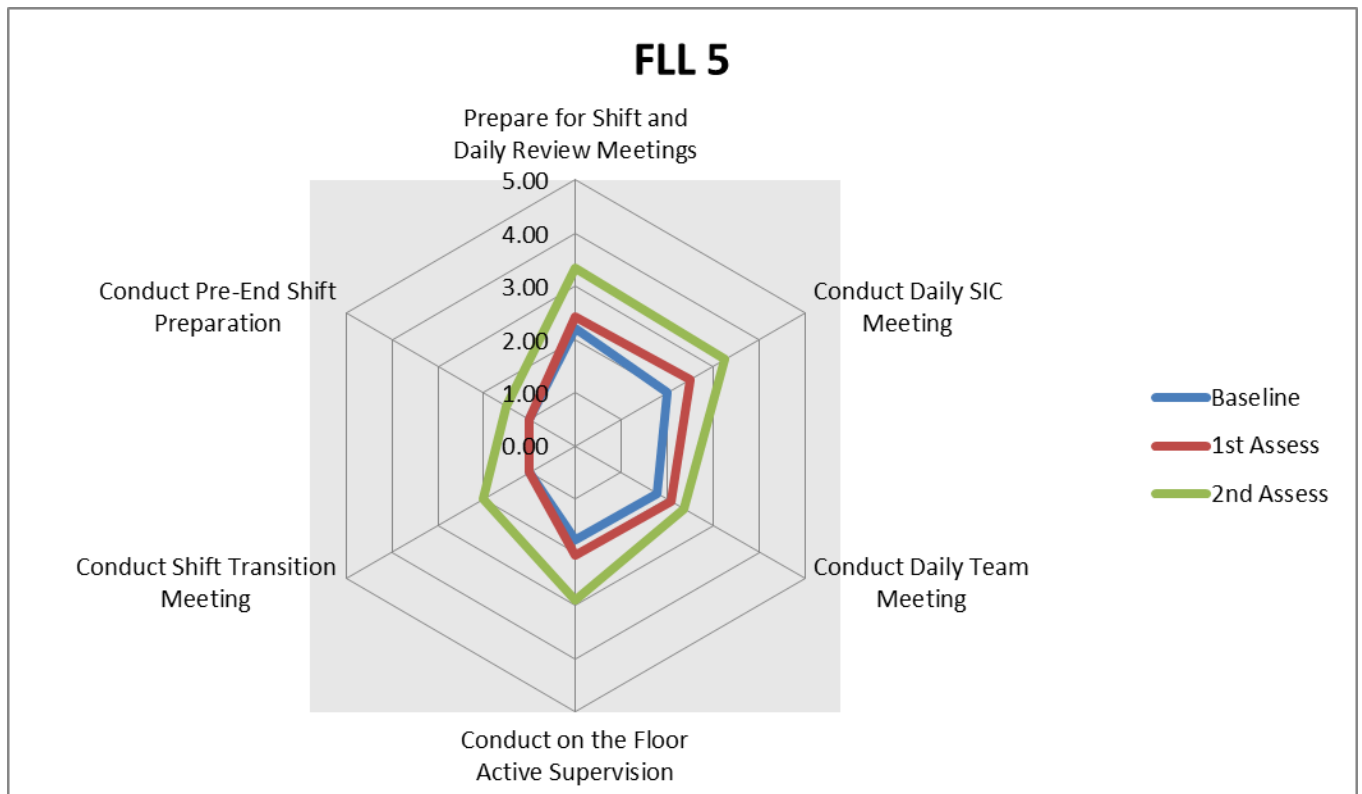 FLL 5
Prepare for Shift and
Daily Review Meetings
5.00
4.00
3.00
2.00
1.00
0.00
Conduct Daily SIC
Meeting
Conduct Daily Team
Meeting
Conduct on the Floor
Active Supervision
Conduct Shift Transition
Meeting
Conduct Pre-End Shift
Preparation
Baseline
1st Assess
2nd Assess